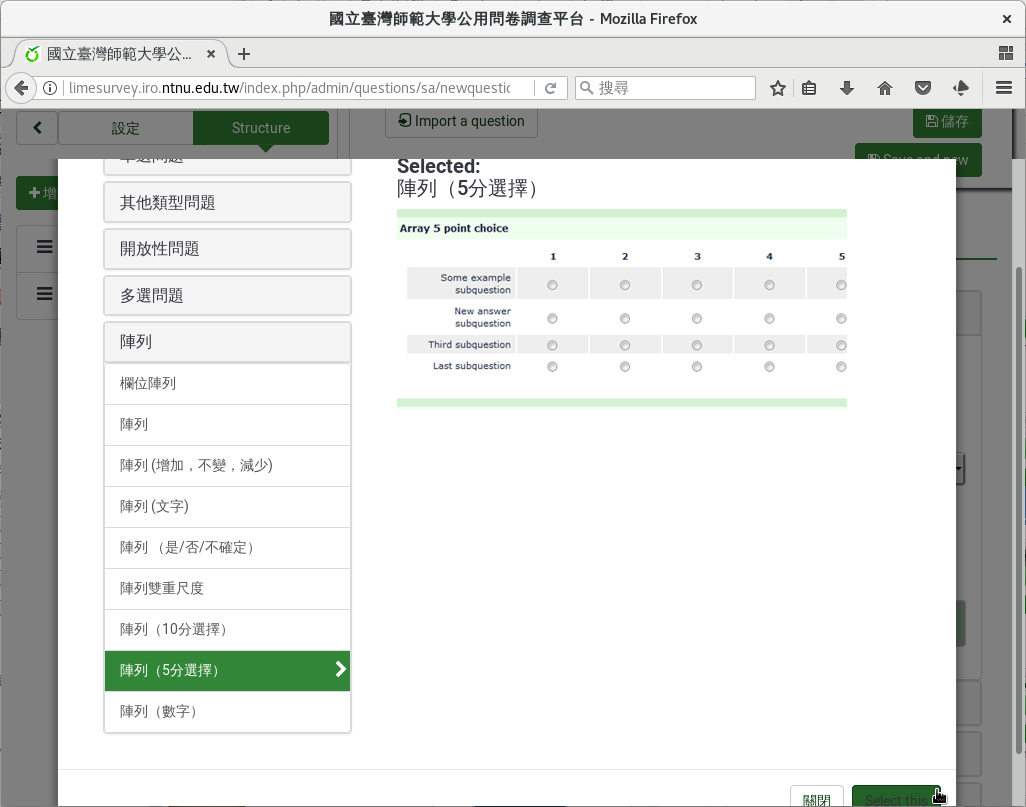 國立臺灣師範大學公用問卷調查平台 - Mozilla Firefox
國立臺灣師範大學公...
limesurvey.iro.ntnu.edu.tw/index.php/admin/questions/sa/newquestic
搜尋
設定
Structure
Import a question
儲存
Save and new
增
單選問題
其他類型問題
開放性問題
多選問題
陣列
欄位陣列
陣列
陣列 (增加，不變，減少)
陣列 (文字)
陣列 （是/否/不確定）
陣列雙重尺度
陣列（10分選擇）
陣列（5分選擇）
陣列（數字）
Selected:
陣列（5分選擇）
Array 5 point choice
1 2 3 4 5
Some example
subquestion
New answer
subquestion
Third subquestion
Last subquestion
關閉
Select this